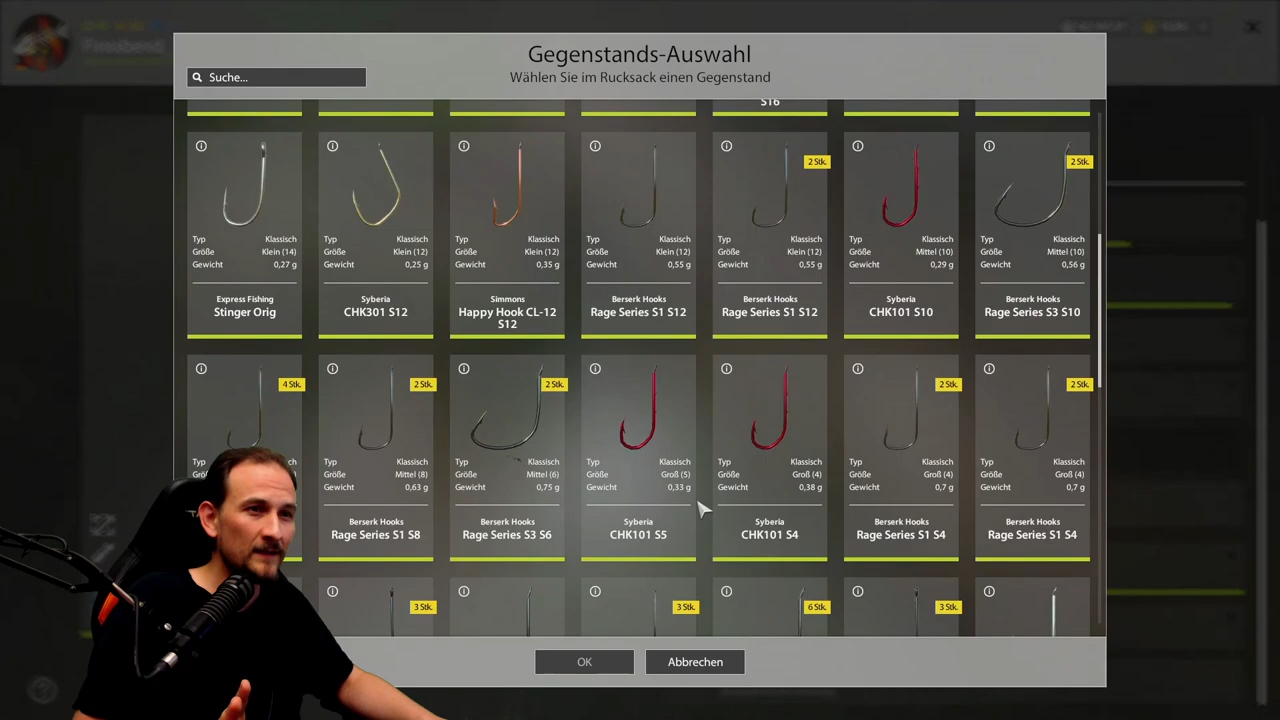 Gegenstands-Auswahl
Suche...
Wählen Sie im Rucksack einen Gegenstand
S16
Typ Klassisch
Größe Klein (14)
Gewicht 0,27 g
Express Fishing
Stinger Orig
Typ Klassisch
Größe Klein (12)
Gewicht 0,25 g
Syberia
CHK301 S12
Typ Klassisch
Größe Klein (12)
Gewicht 0,35 g
Simmons
Happy Hook CL-12
S12
Typ Klassisch
Größe Klein (12)
Gewicht 0,55 g
Berserk Hooks
Rage Series S1 S12
2 Stk.
Typ Klassisch
Größe Klein (12)
Gewicht 0,55 g
Berserk Hooks
Rage Series S1 S12
Typ Klassisch
Größe Mittel (10)
Gewicht 0,29 g
Syberia
CHK101 S10
2 Stk.
Typ Klassisch
Größe Mittel (10)
Gewicht 0,56 g
Berserk Hooks
Rage Series S3 S10
4 Stk.
Typ Klassisch
2 Stk.
Typ Klassisch
Größe Mittel (8)
Gewicht 0,63 g
Berserk Hooks
Rage Series S1 S8
2 Stk.
Typ Klassisch
Größe Mittel (6)
Gewicht 0,75 g
Berserk Hooks
Rage Series S3 S6
Typ Klassisch
Größe Groß (5)
Gewicht 0,33 g
Syberia
CHK101 S5
Typ Klassisch
Größe Groß (4)
Gewicht 0,38 g
Syberia
CHK101 S4
2 Stk.
Typ Klassisch
Größe Groß (4)
Gewicht 0,7 g
Berserk Hooks
Rage Series S1 S4
2 Stk.
Typ Klassisch
Größe Groß (4)
Gewicht 0,7 g
Berserk Hooks
Rage Series S1 S4
3 Stk.
3 Stk.
6 Stk.
3 Stk.
OK
Abbrechen